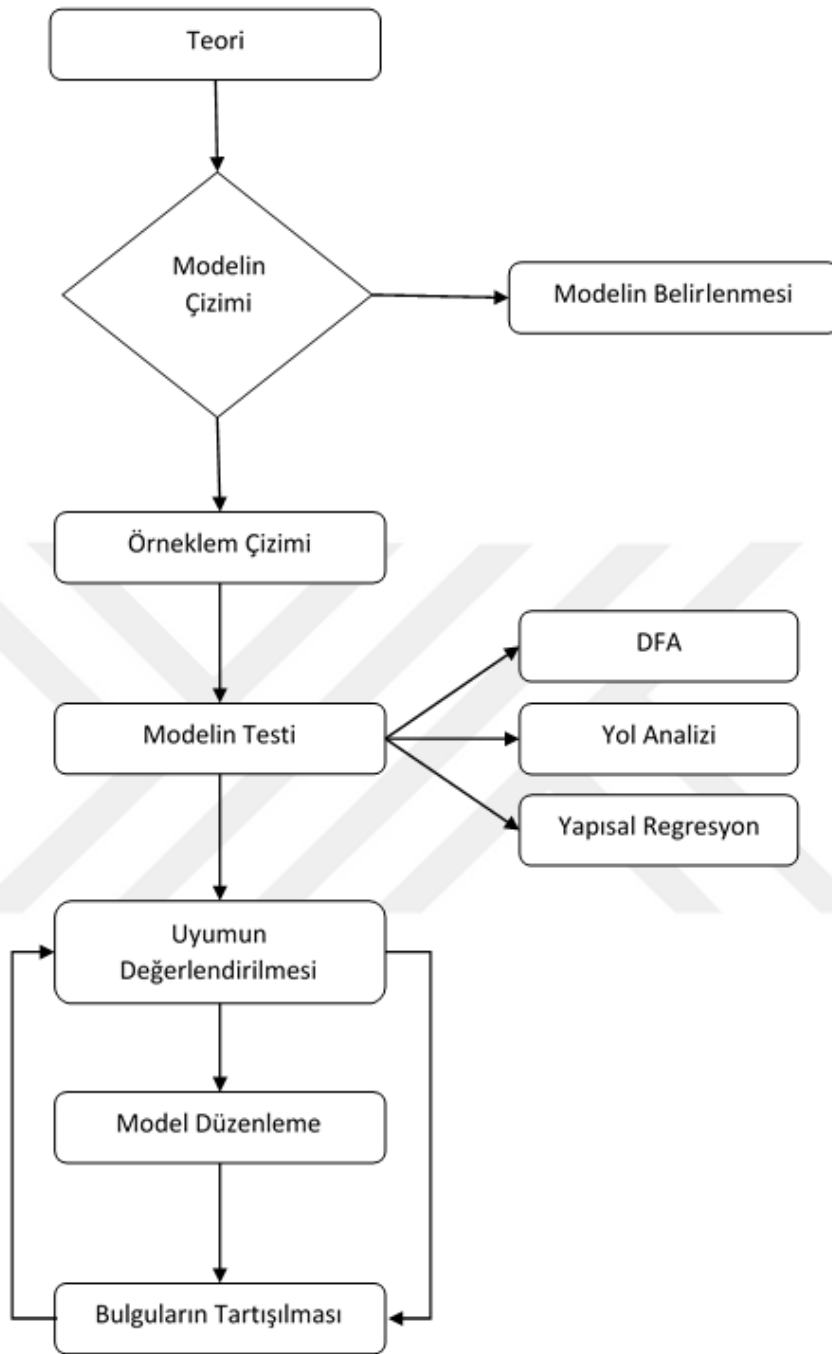 Teori
Modelin
Çizimi
Modelin Belirlenmesi
Örneklem Çizimi
DFA
Modelin Testi
Yol Analizi
Yapısal Regresyon
Uyumun
Değerlendirilmesi
Model Düzenleme
Bulguların Tartışılması